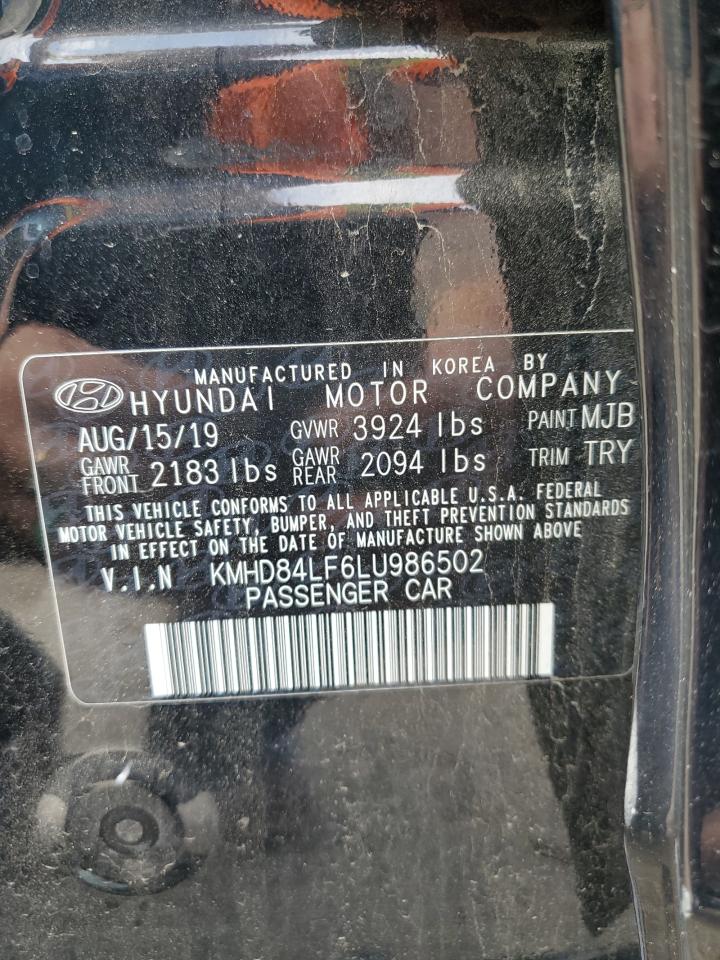 MANUFACTURED IN KOREA BY
HYUNDAI MOTOR COMPANY
AUG/15/19 GVWR 3924 lbs PAINT MJB
GAWR FRONT 2183 lbs GAWR REAR 2094 lbs TRIM TRY
THIS VEHICLE CONFORMS TO ALL APPLICABLE U.S.A. FEDERAL
MOTOR VEHICLE SAFETY, BUMPER, AND THEFT PREVENTION STANDARDS
IN EFFECT ON THE DATE OF MANUFACTURE SHOWN ABOVE
V.I.N KMHD84LF6LU986502
PASSENGER CAR